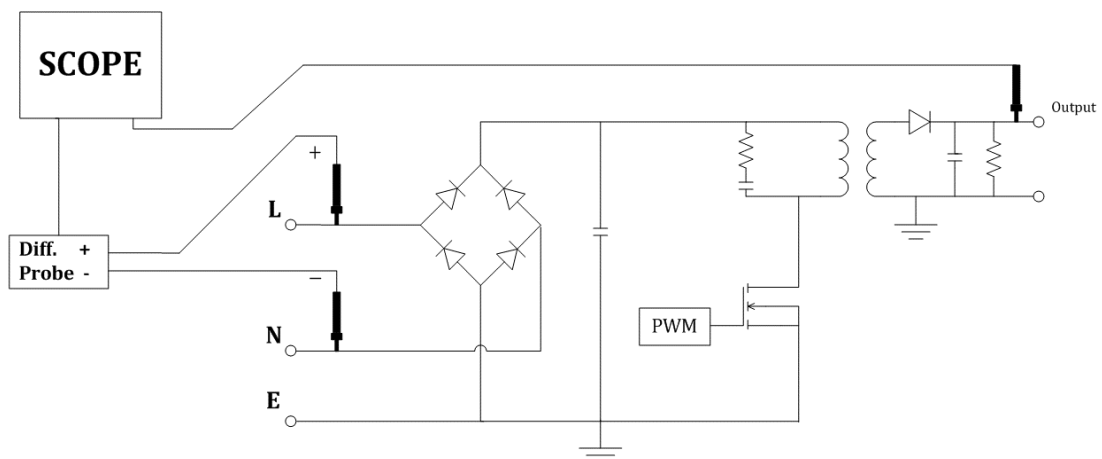 SCOPE
Output
+
L
Diff. +
Probe -
−
N
PWM
E